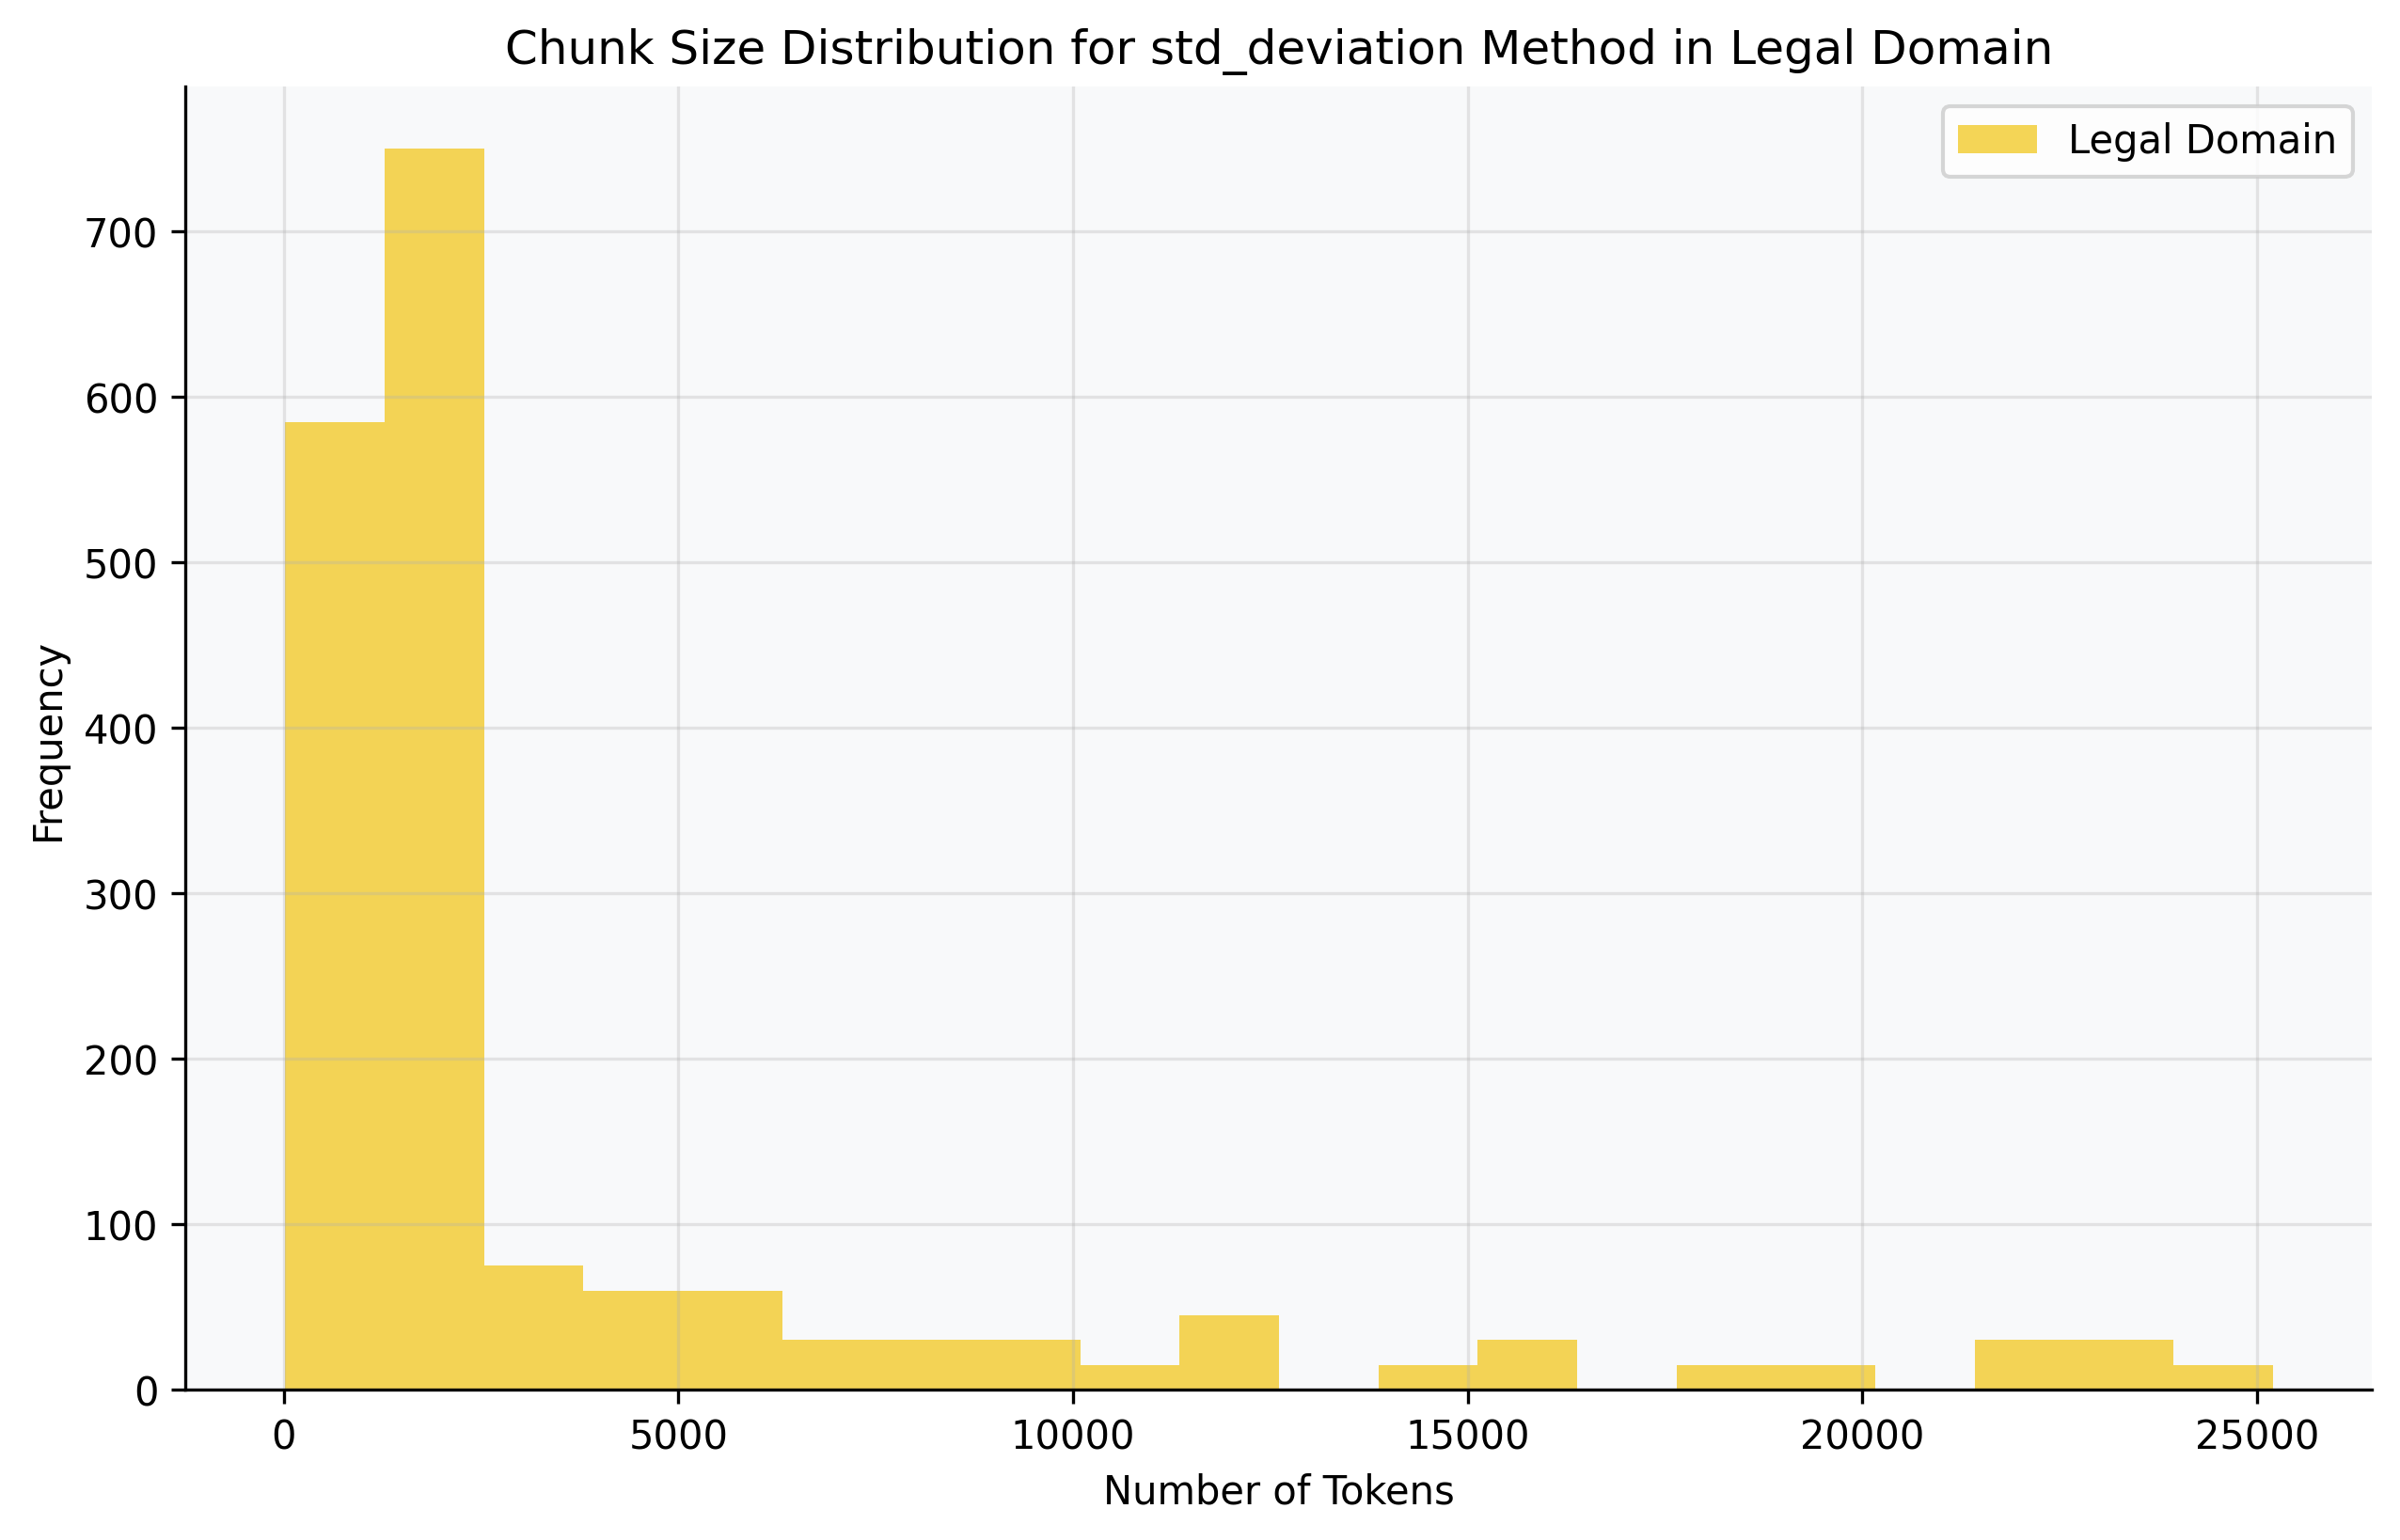 Chunk Size Distribution for std_deviation Method in Legal Domain
Legal Domain
700
600
500
400
300
200
100
0
Frequency
0 5000 10000 15000 20000 25000
Number of Tokens